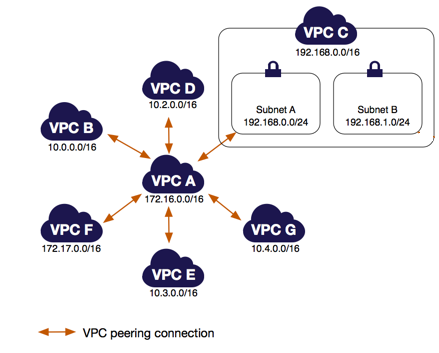 VPC C
192.168.0.0/16
VPC D
10.2.0.0/16
Subnet A
192.168.0.0/24
Subnet B
192.168.1.0/24
VPC B
10.0.0.0/16
VPC A
172.16.0.0/16
VPC F
172.17.0.0/16
VPC G
10.4.0.0/16
VPC E
10.3.0.0/16
VPC peering connection